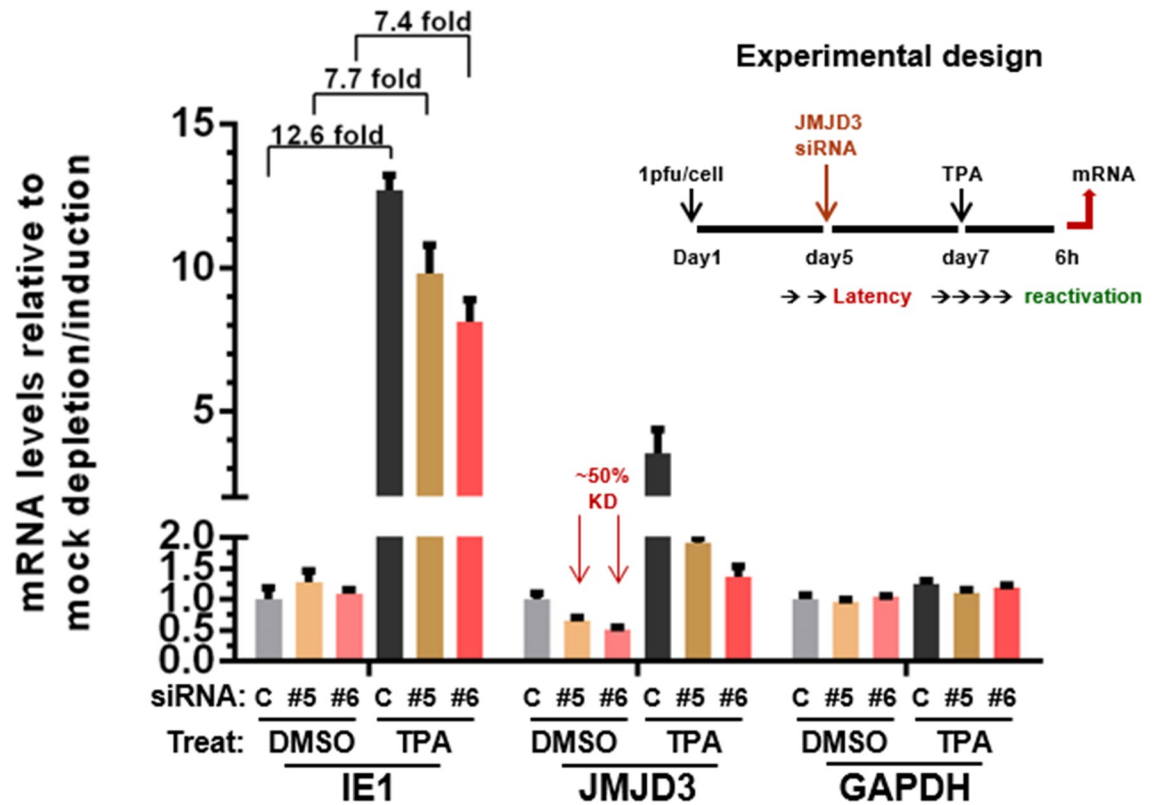 7.4 fold
7.7 fold
12.6 fold
mRNA levels relative to
mock depletion/induction
15
10
5
2.0
1.5
1.0
0.5
0.0
~50%
KD
Experimental design
JMJD3
siRNA
1pfu/cell
TPA
mRNA
Day1
day5
day7
6h
→→ Latency →→→→ reactivation
siRNA: C #5 #6 C #5 #6 C #5 #6 C #5 #6 C #5 #6 C #5 #6
Treat: DMSO TPA DMSO TPA DMSO TPA
IE1 JMJD3 GAPDH